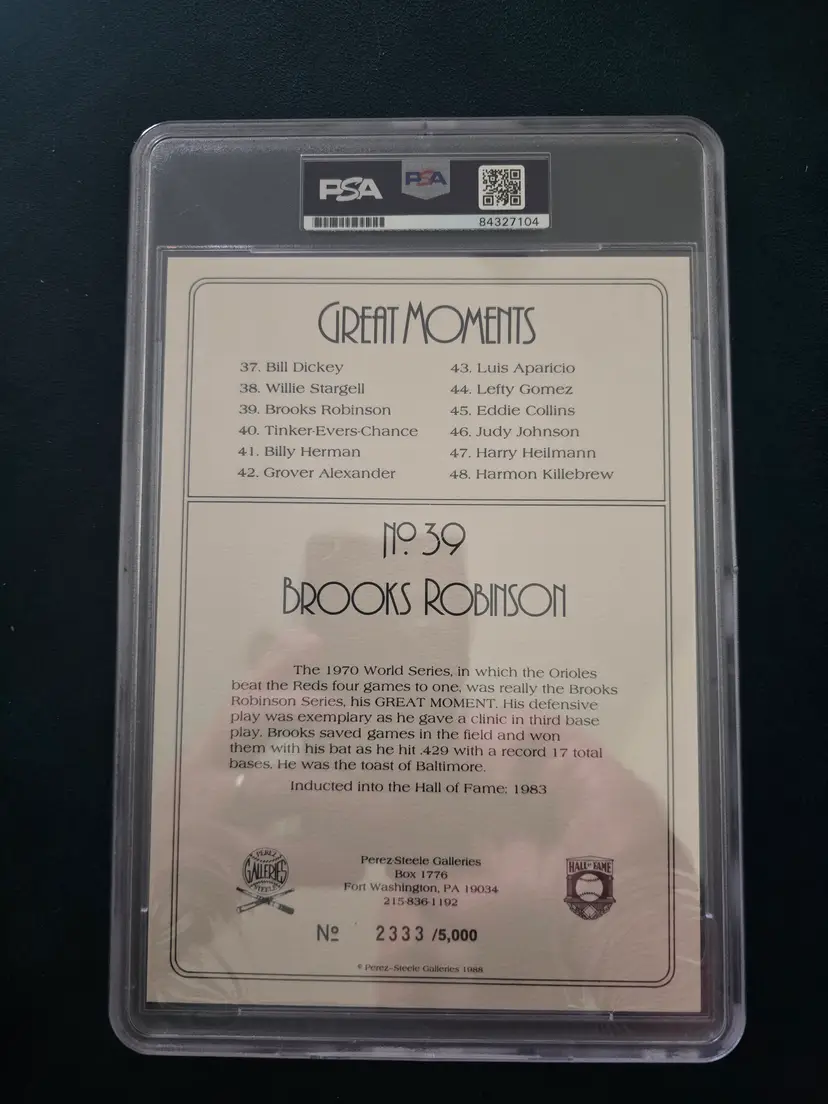 PSA
PSA
84327104
GREAT MOMENTS
37. Bill Dickey
38. Willie Stargell
39. Brooks Robinson
40. Tinker-Evers-Chance
41. Billy Herman
42. Grover Alexander
43. Luis Aparicio
44. Lefty Gomez
45. Eddie Collins
46. Judy Johnson
47. Harry Heilmann
48. Harmon Killebrew
Nº 39
BROOKS ROBINSON
The 1970 World Series, in which the Orioles
beat the Reds four games to one, was really the Brooks
Robinson Series, his GREAT MOMENT. His defensive
play was exemplary as he gave a clinic in third base
play. Brooks saved games in the field and won
them with his bat as he hit .429 with a record 17 total
bases. He was the toast of Baltimore.
Inducted into the Hall of Fame: 1983
PEREZ
GALLERIES
STEELE
Perez-Steele Galleries
Box 1776
Fort Washington, PA 19034
215-836-1192
HALL OF FAME
Nº 2333 /5,000
© Perez-Steele Galleries 1988